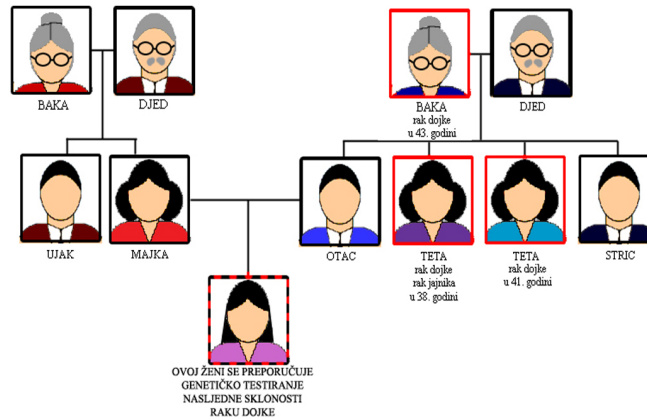 BAKA
DJED
BAKA
rak dojke
u 43. godini
DJED
UJAK
MAJKA
OTAC
TETA
rak dojke
rak jajnika
u 38. godini
TETA
rak dojke
u 41. godini
STRIC
OVOJ ŽENI SE PREPORUČUJE
GENETIČKO TESTIRANJE
NASLJEDNE SKLONOSTI
RAKU DOJKE